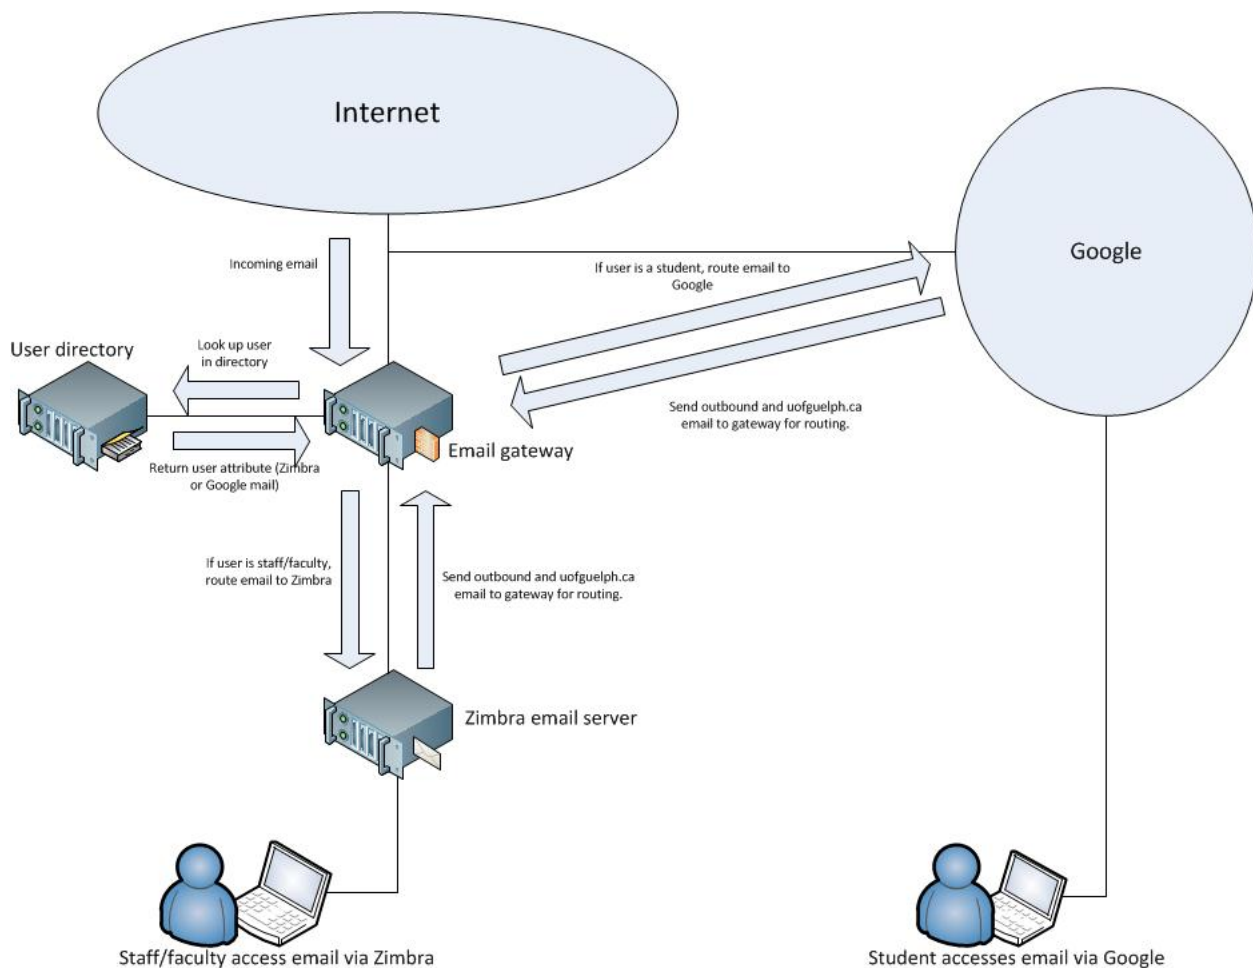 Internet
Google
Incoming email
If user is a student, route email to
Google
User directory
Look up user
in directory
Send outbound and uofguelph.ca
email to gateway for routing.
Email gateway
Return user attribute (Zimbra
or Google mail)
If user is staff/faculty,
route email to Zimbra
Send outbound and uofguelph.ca
email to gateway for routing.
Zimbra email server
Staff/faculty access email via Zimbra
Student accesses email via Google